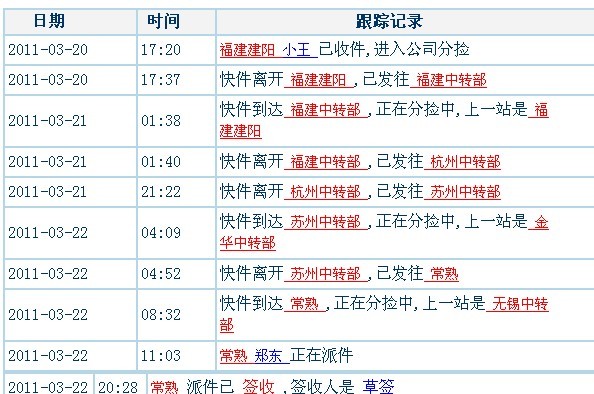 日期 时间 跟踪记录
2011-03-20 17:20 福建建阳 小王 已收件,进入公司分捡
2011-03-20 17:37 快件离开 福建建阳 ,已发往 福建中转部
2011-03-21 01:38 快件到达 福建中转部 ,正在分捡中,上一站是 福
建建阳
2011-03-21 01:40 快件离开 福建中转部 ,已发往 杭州中转部
2011-03-21 21:22 快件离开 杭州中转部 ,已发往 苏州中转部
2011-03-22 04:09 快件到达 苏州中转部 ,正在分捡中,上一站是 金
华中转部
2011-03-22 04:52 快件离开 苏州中转部 ,已发往 常熟
2011-03-22 08:32 快件到达 常熟 ,正在分捡中,上一站是 无锡中转
部
2011-03-22 11:03 常熟 郑东 正在派件
2011-03-22 20:28 常熟 派件已 签收 ,签收人是 草签